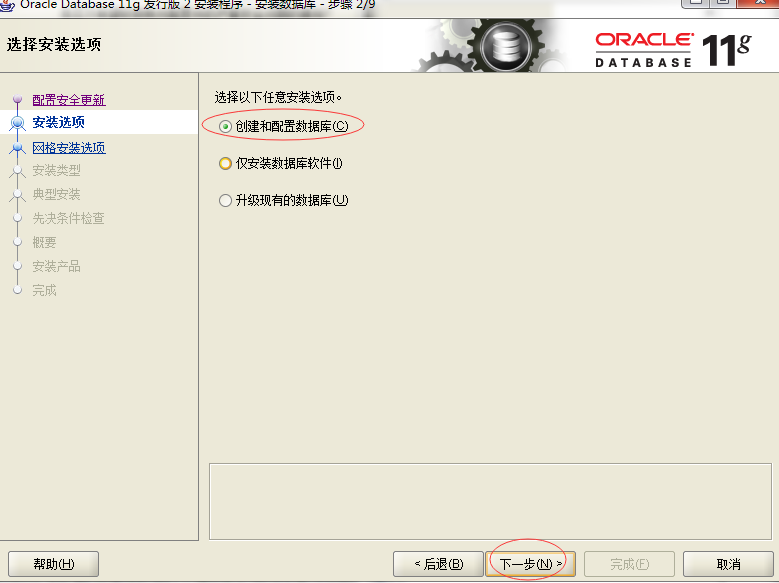 Oracle Database 11g 发行版 2 安装程序 - 安装数据库 - 步骤 2/9
选择安装选项
ORACLE
DATABASE 11g
配置安全更新
安装选项
网格安装选项
安装类型
典型安装
先决条件检查
概要
安装产品
完成
选择以下任意安装选项。
创建和配置数据库(C)
仅安装数据库软件(I)
升级现有的数据库(U)
帮助(H)
< 后退(B)
下一步(N) >
完成(F)
取消